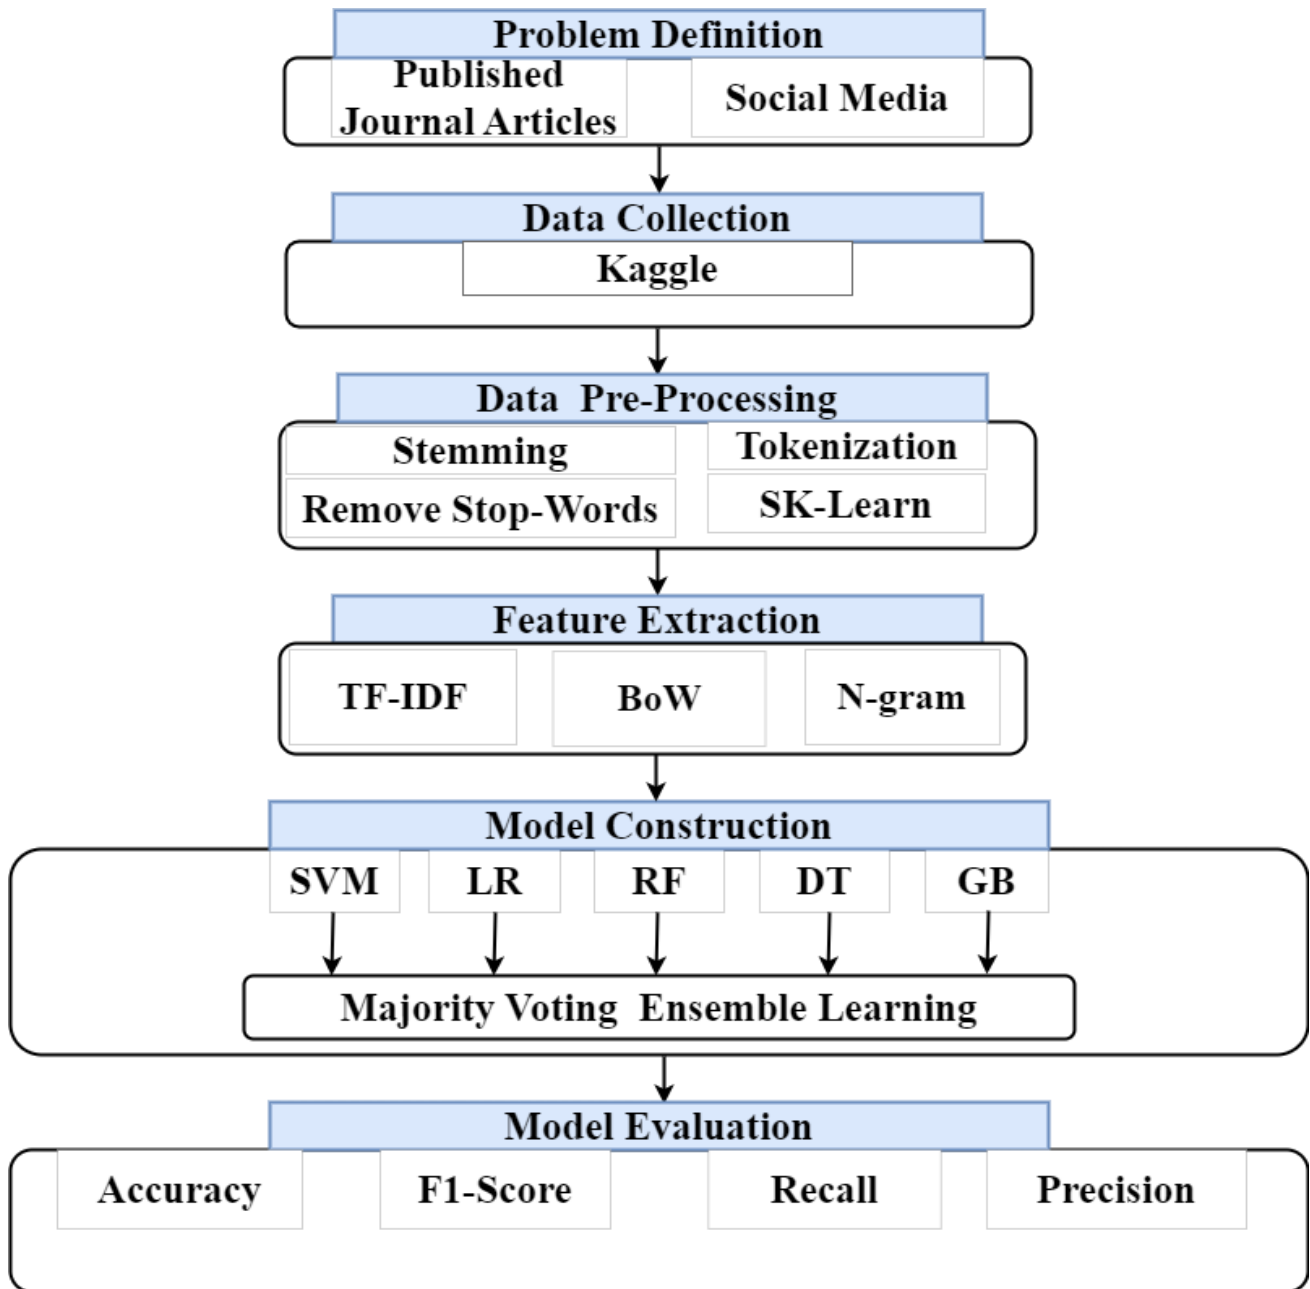 Problem Definition
Published
Journal Articles
Social Media
Data Collection
Kaggle
Data Pre-Processing
Stemming
Tokenization
Remove Stop-Words
SK-Learn
Feature Extraction
TF-IDF
BoW
N-gram
Model Construction
SVM
LR
RF
DT
GB
Majority Voting Ensemble Learning
Model Evaluation
Accuracy
F1-Score
Recall
Precision